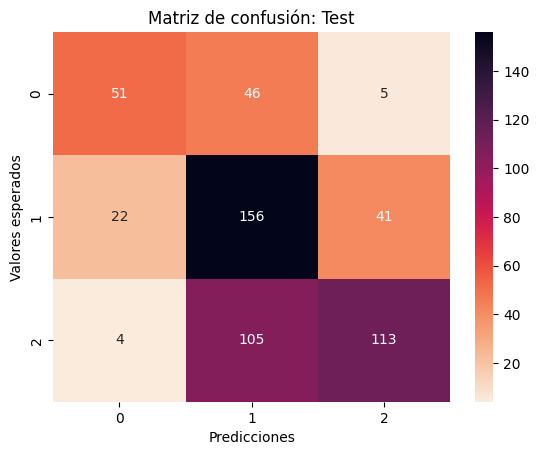 Matriz de confusión: Test
0 51 46 5
1 22 156 41
2 4 105 113
0 1 2
Valores esperados
Predicciones
140
120
100
80
60
40
20